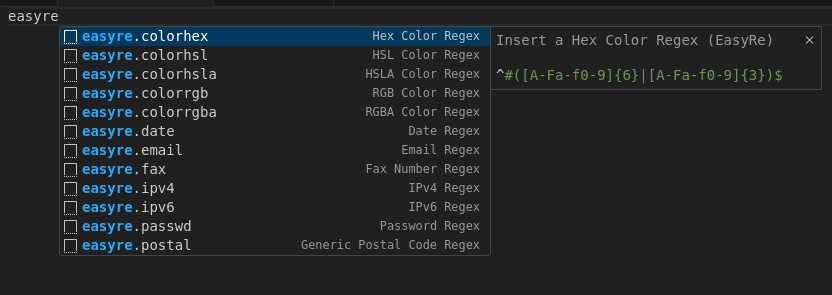 easyre
easyre.colorhex Hex Color Regex
easyre.colorhsl HSL Color Regex
easyre.colorhsla HSLA Color Regex
easyre.colorrgb RGB Color Regex
easyre.colorrgba RGBA Color Regex
easyre.date Date Regex
easyre.email Email Regex
easyre.fax Fax Number Regex
easyre.ipv4 IPv4 Regex
easyre.ipv6 IPv6 Regex
easyre.passwd Password Regex
easyre.postal Generic Postal Code Regex
Insert a Hex Color Regex (EasyRe)
^#([A-Fa-f0-9]{6}|[A-Fa-f0-9]{3})$